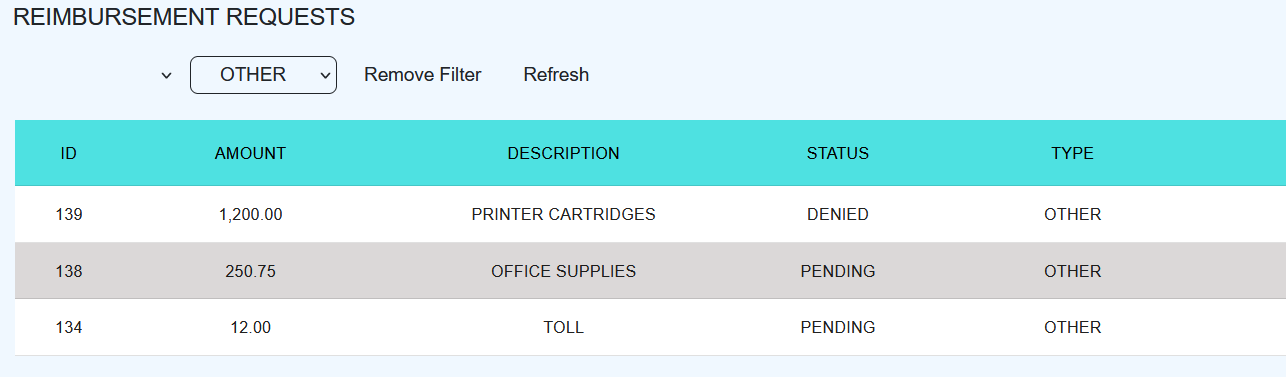 REIMBURSEMENT REQUESTS
OTHER Remove Filter Refresh
ID AMOUNT DESCRIPTION STATUS TYPE
139 1,200.00 PRINTER CARTRIDGES DENIED OTHER
138 250.75 OFFICE SUPPLIES PENDING OTHER
134 12.00 TOLL PENDING OTHER